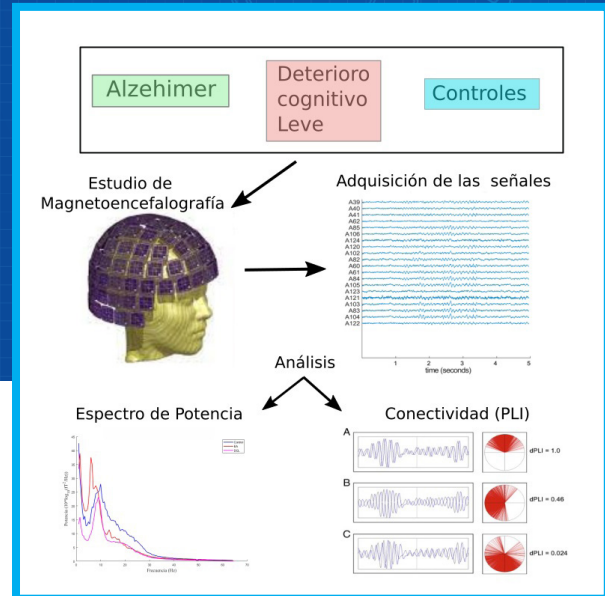 Alzehimer
Deterioro
cognitivo
Leve
Controles
Estudio de
Magnetoencefalografía
Adquisición de las señales
A39
A40
A41
A62
A85
A106
A124
A120
A102
A82
A60
A61
A84
A105
A123
A121
A103
A83
A104
A122
1 2 3 4 5
time (seconds)
Análisis
Espectro de Potencia
Conectividad (PLI)
A
dPLI = 1.0
B
dPLI = 0.46
C
dPLI = 0.024
Frecuencia (Hz)